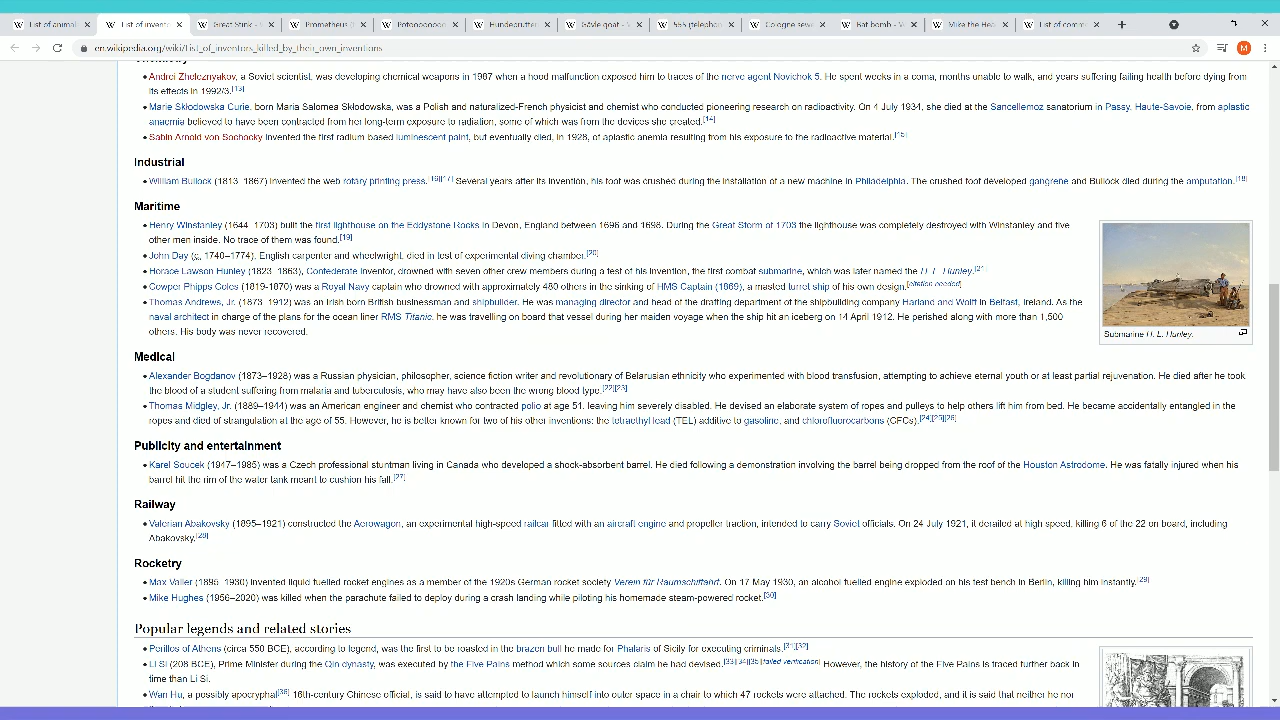 List of animal
List of invent
Great Stink -
Prometheus (t
Potoooooooo
Hundeprutter
Gävle goat -
555 (telephon
Cologne sewe
Bat bomb -
Mike the Hea
List of comm
en.wikipedia.org/wiki/List_of_inventors_killed_by_their_own_inventions
M
Chemistry
• Andrei Zheleznyakov, a Soviet scientist, was developing chemical weapons in 1987 when a hood malfunction exposed him to traces of the nerve agent Novichok 5. He spent weeks in a coma, months unable to walk, and years suffering failing health before dying from
its effects in 1992/3.[13]
• Marie Skłodowska Curie, born Maria Salomea Skłodowska, was a Polish and naturalized-French physicist and chemist who conducted pioneering research on radioactivity. On 4 July 1934, she died at the Sancellemoz sanatorium in Passy, Haute-Savoie, from aplastic
anaemia believed to have been contracted from her long-term exposure to radiation, some of which was from the devices she created.[14]
• Sabin Arnold von Sochocky invented the first radium based luminescent paint, but eventually died, in 1928, of aplastic anemia resulting from his exposure to the radioactive material.[15]
Industrial
• William Bullock (1813–1867) invented the web rotary printing press.[16][17] Several years after its invention, his foot was crushed during the installation of a new machine in Philadelphia. The crushed foot developed gangrene and Bullock died during the amputation.[18]
Maritime
• Henry Winstanley (1644–1703) built the first lighthouse on the Eddystone Rocks in Devon, England between 1696 and 1698. During the Great Storm of 1703 the lighthouse was completely destroyed with Winstanley and five
other men inside. No trace of them was found.[19]
• John Day (c. 1740–1774), English carpenter and wheelwright, died in test of experimental diving chamber.[20]
• Horace Lawson Hunley (1823–1863), Confederate inventor, drowned with seven other crew members during a test of his invention, the first combat submarine, which was later named the H. L. Hunley.[21]
• Cowper Phipps Coles (1819-1870) was a Royal Navy captain who drowned with approximately 480 others in the sinking of HMS Captain (1869), a masted turret ship of his own design.[citation needed]
• Thomas Andrews, Jr. (1873–1912) was an Irish born British businessman and shipbuilder. He was managing director and head of the drafting department of the shipbuilding company Harland and Wolff in Belfast, Ireland. As the
naval architect in charge of the plans for the ocean liner RMS Titanic, he was travelling on board that vessel during her maiden voyage when the ship hit an iceberg on 14 April 1912. He perished along with more than 1,500
others. His body was never recovered.
Submarine H. L. Hunley.
Medical
• Alexander Bogdanov (1873–1928) was a Russian physician, philosopher, science fiction writer and revolutionary of Belarusian ethnicity who experimented with blood transfusion, attempting to achieve eternal youth or at least partial rejuvenation. He died after he took
the blood of a student suffering from malaria and tuberculosis, who may have also been the wrong blood type.[22][23]
• Thomas Midgley, Jr. (1889–1944) was an American engineer and chemist who contracted polio at age 51, leaving him severely disabled. He devised an elaborate system of ropes and pulleys to help others lift him from bed. He became accidentally entangled in the
ropes and died of strangulation at the age of 55. However, he is better known for two of his other inventions: the tetraethyl lead (TEL) additive to gasoline, and chlorofluorocarbons (CFCs).[24][25][26]
Publicity and entertainment
• Karel Soucek (1947–1985) was a Czech professional stuntman living in Canada who developed a shock-absorbent barrel. He died following a demonstration involving the barrel being dropped from the roof of the Houston Astrodome. He was fatally injured when his
barrel hit the rim of the water tank meant to cushion his fall.[27]
Railway
• Valerian Abakovsky (1895–1921) constructed the Aerowagon, an experimental high-speed railcar fitted with an aircraft engine and propeller traction, intended to carry Soviet officials. On 24 July 1921, it derailed at high speed, killing 6 of the 22 on board, including
Abakovsky.[28]
Rocketry
• Max Valier (1895–1930) invented liquid fuelled rocket engines as a member of the 1920s German rocket society Verein für Raumschiffahrt. On 17 May 1930, an alcohol fuelled engine exploded on his test bench in Berlin, killing him instantly.[29]
• Mike Hughes (1956–2020) was killed when the parachute failed to deploy during a crash landing while piloting his homemade steam-powered rocket.[30]
Popular legends and related stories
• Perillos of Athens (circa 550 BCE), according to legend, was the first to be roasted in the brazen bull he made for Phalaris of Sicily for executing criminals.[31][32]
• Li Si (208 BCE), Prime Minister during the Qin dynasty, was executed by the Five Pains method which some sources claim he had devised.[33][34][35][failed verification] However, the history of the Five Pains is traced further back in
time than Li Si.
• Wan Hu, a possibly apocryphal[36] 16th-century Chinese official, is said to have attempted to launch himself into outer space in a chair to which 47 rockets were attached. The rockets exploded, and it is said that neither he nor